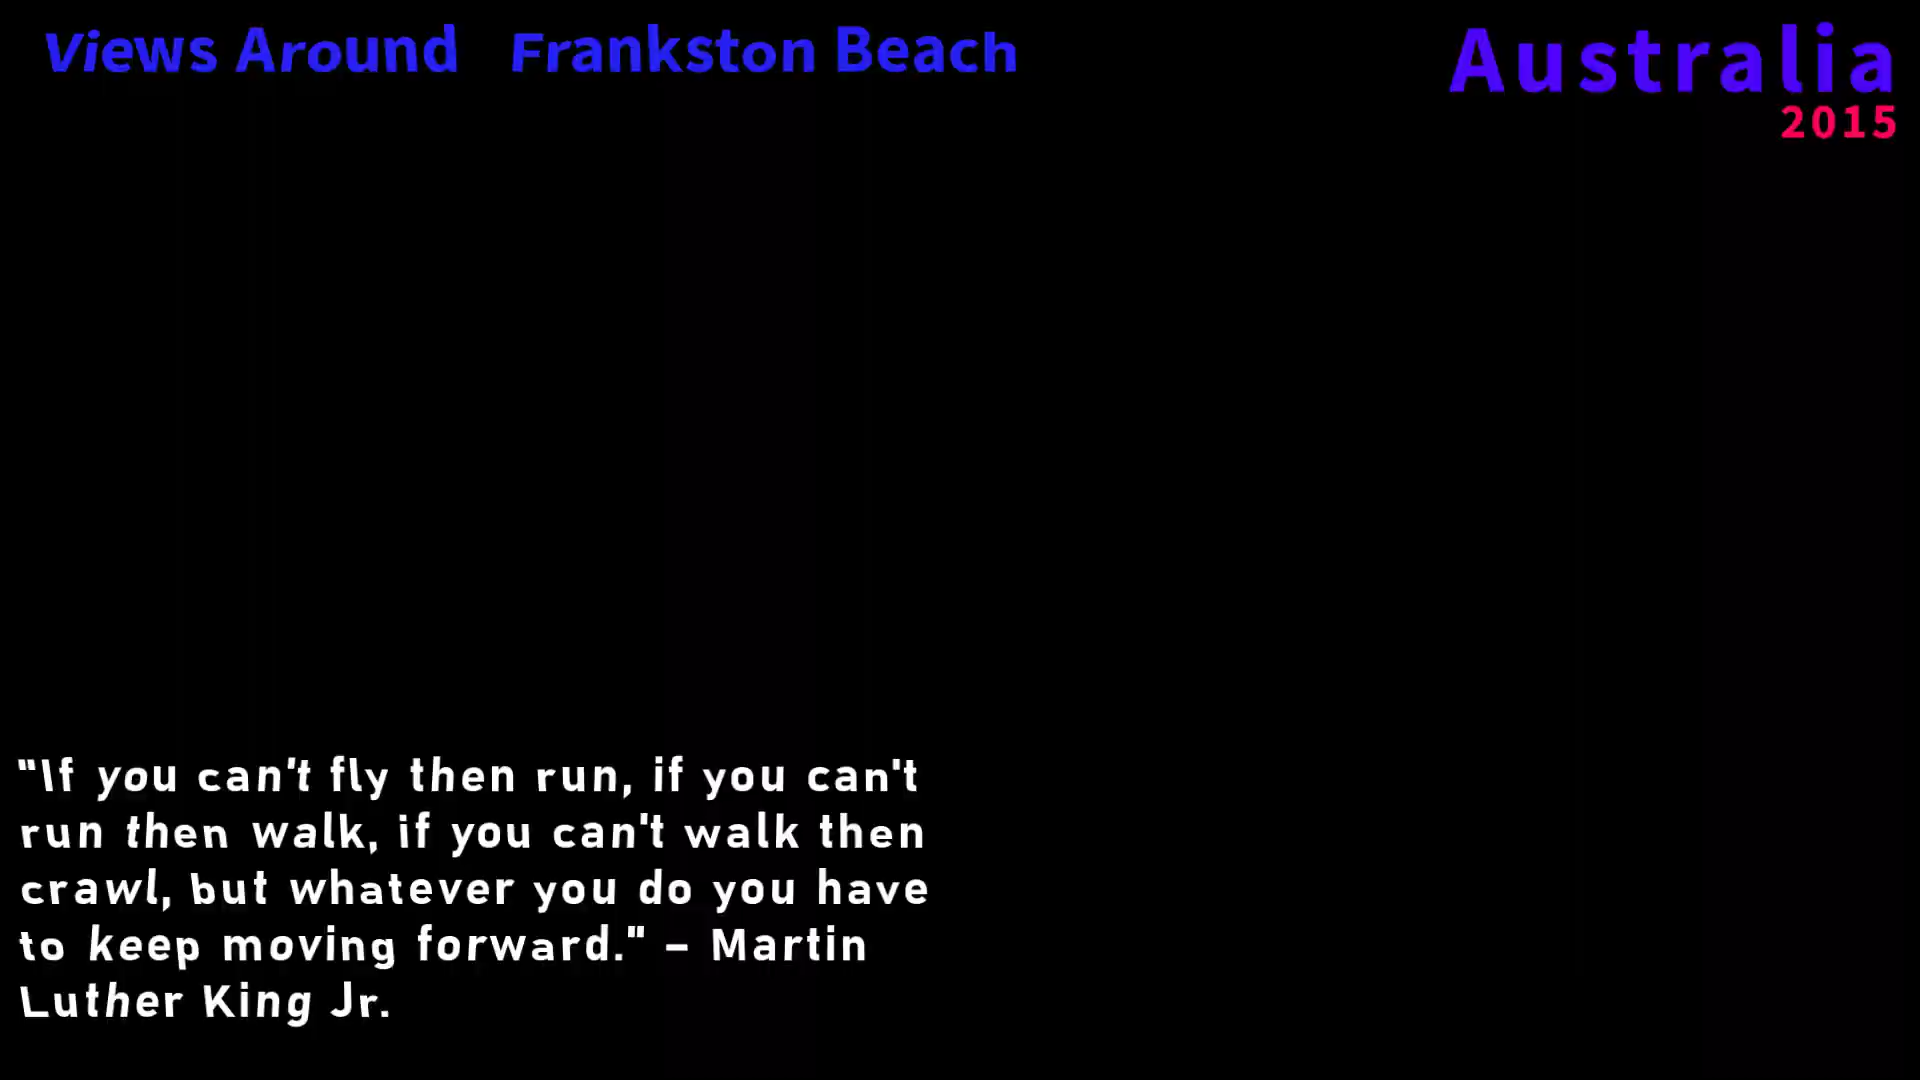 Views Around Frankston Beach
Australia
2015
"If you can't fly then run, if you can't
run then walk, if you can't walk then
crawl, but whatever you do you have
to keep moving forward." – Martin
Luther King Jr.